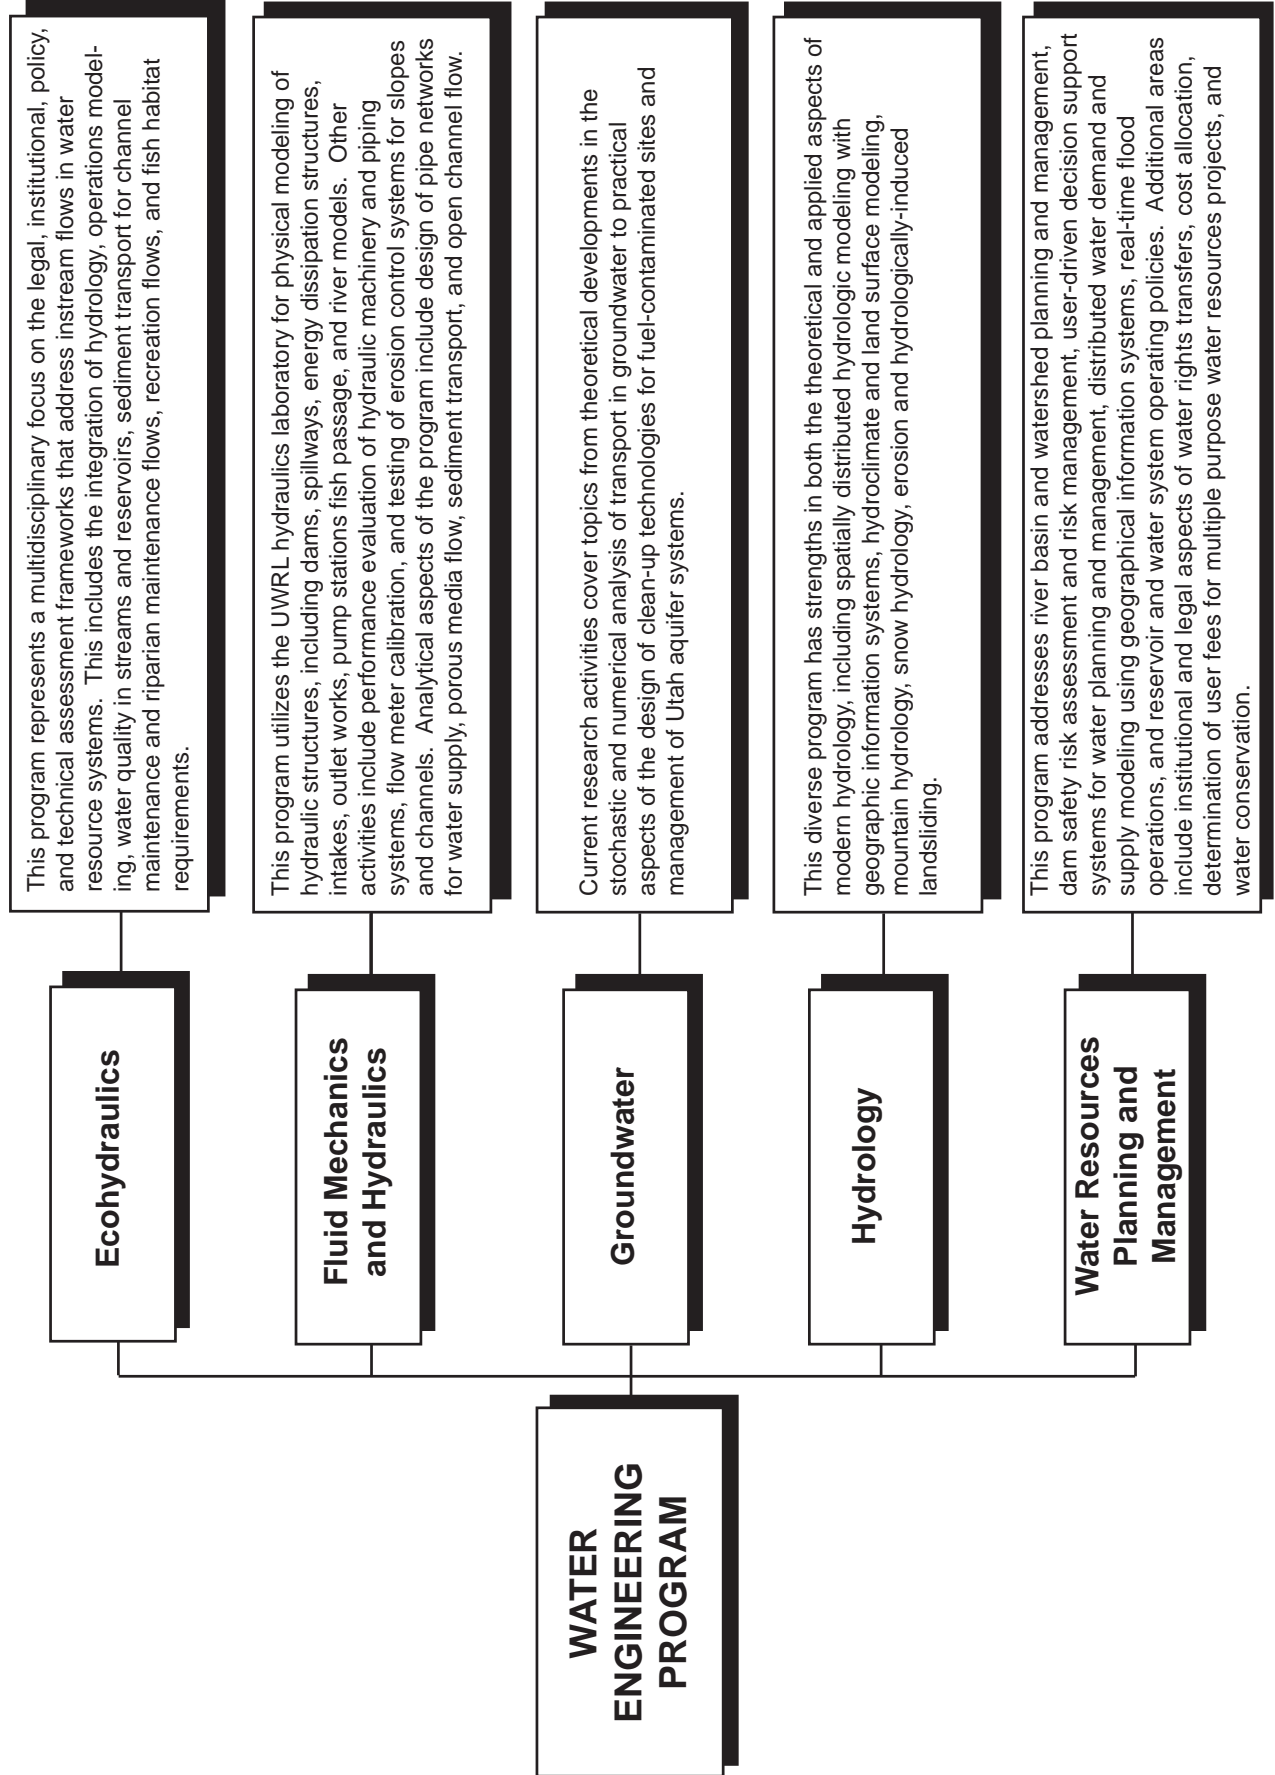 WATER
ENGINEERING
PROGRAM
Ecohydraulics
This program represents a multidisciplinary focus on the legal, institutional, policy,
and technical assessment frameworks that address instream flows in water
resource systems.  This includes the integration of hydrology, operations model-
ing, water quality in streams and reservoirs, sediment transport for channel
maintenance and riparian maintenance flows, recreation flows, and fish habitat
requirements.
Fluid Mechanics
and Hydraulics
This program utilizes the UWRL hydraulics laboratory for physical modeling of
hydraulic structures, including dams, spillways, energy dissipation structures,
intakes, outlet works, pump stations fish passage, and river models.  Other
activities include performance evaluation of hydraulic machinery and piping
systems, flow meter calibration, and testing of erosion control systems for slopes
and channels.  Analytical aspects of the program include design of pipe networks
for water supply, porous media flow, sediment transport, and open channel flow.
Groundwater
Current research activities cover topics from theoretical developments in the
stochastic and numerical analysis of transport in groundwater to practical
aspects of the design of clean-up technologies for fuel-contaminated sites and
management of Utah aquifer systems.
Hydrology
This diverse program has strengths in both the theoretical and applied aspects of
modern hydrology, including spatially distributed hydrologic modeling with
geographic information systems, hydroclimate and land surface modeling,
mountain hydrology, snow hydrology, erosion and hydrologically-induced
landsliding.
Water Resources
Planning and
Management
This program addresses river basin and watershed planning and management,
dam safety risk assessment and risk management, user-driven decision support
systems for water planning and management, distributed water demand and
supply modeling using geographical information systems, real-time flood
operations, and reservoir and water system operating policies.  Additional areas
include institutional and legal aspects of water rights transfers, cost allocation,
determination of user fees for multiple purpose water resources projects, and
water conservation.